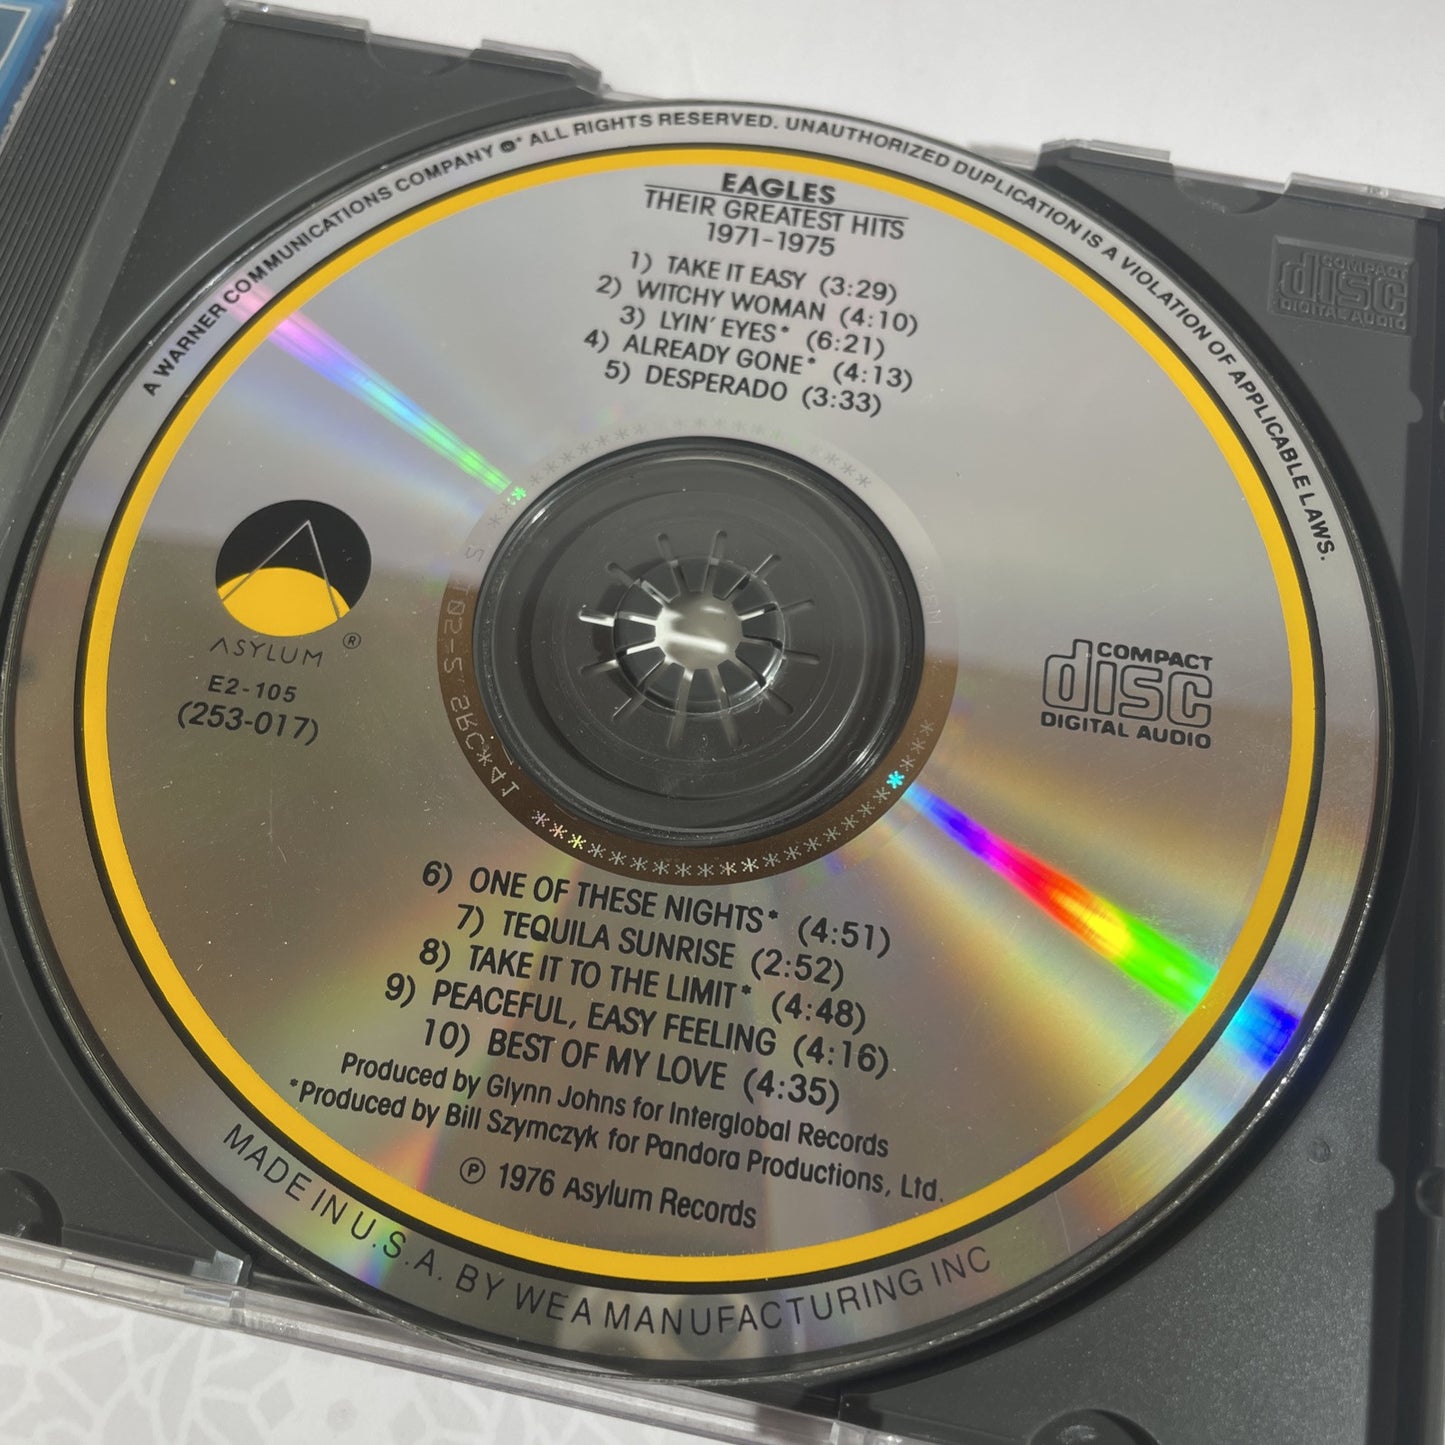 A WARNER COMMUNICATIONS COMPANY ALL RIGHTS RESERVED. UNAUTHORIZED DUPLICATION IS A VIOLATION OF APPLICABLE LAWS.
EAGLES
THEIR GREATEST HITS
1971-1975
1) TAKE IT EASY (3:29)
2) WITCHY WOMAN (4:10)
3) LYIN' EYES* (6:21)
4) ALREADY GONE* (4:13)
5) DESPERADO (3:33)
COMPACT
disc
DIGITAL AUDIO
ASYLUM ®
E2-105
(253-017)
COMPACT
disc
DIGITAL AUDIO
6) ONE OF THESE NIGHTS* (4:51)
7) TEQUILA SUNRISE (2:52)
8) TAKE IT TO THE LIMIT* (4:48)
9) PEACEFUL, EASY FEELING (4:16)
10) BEST OF MY LOVE (4:35)
Produced by Glynn Johns for Interglobal Records
*Produced by Bill Szymczyk for Pandora Productions, Ltd.
℗ 1976 Asylum Records
MADE IN U.S.A. BY WEA MANUFACTURING INC